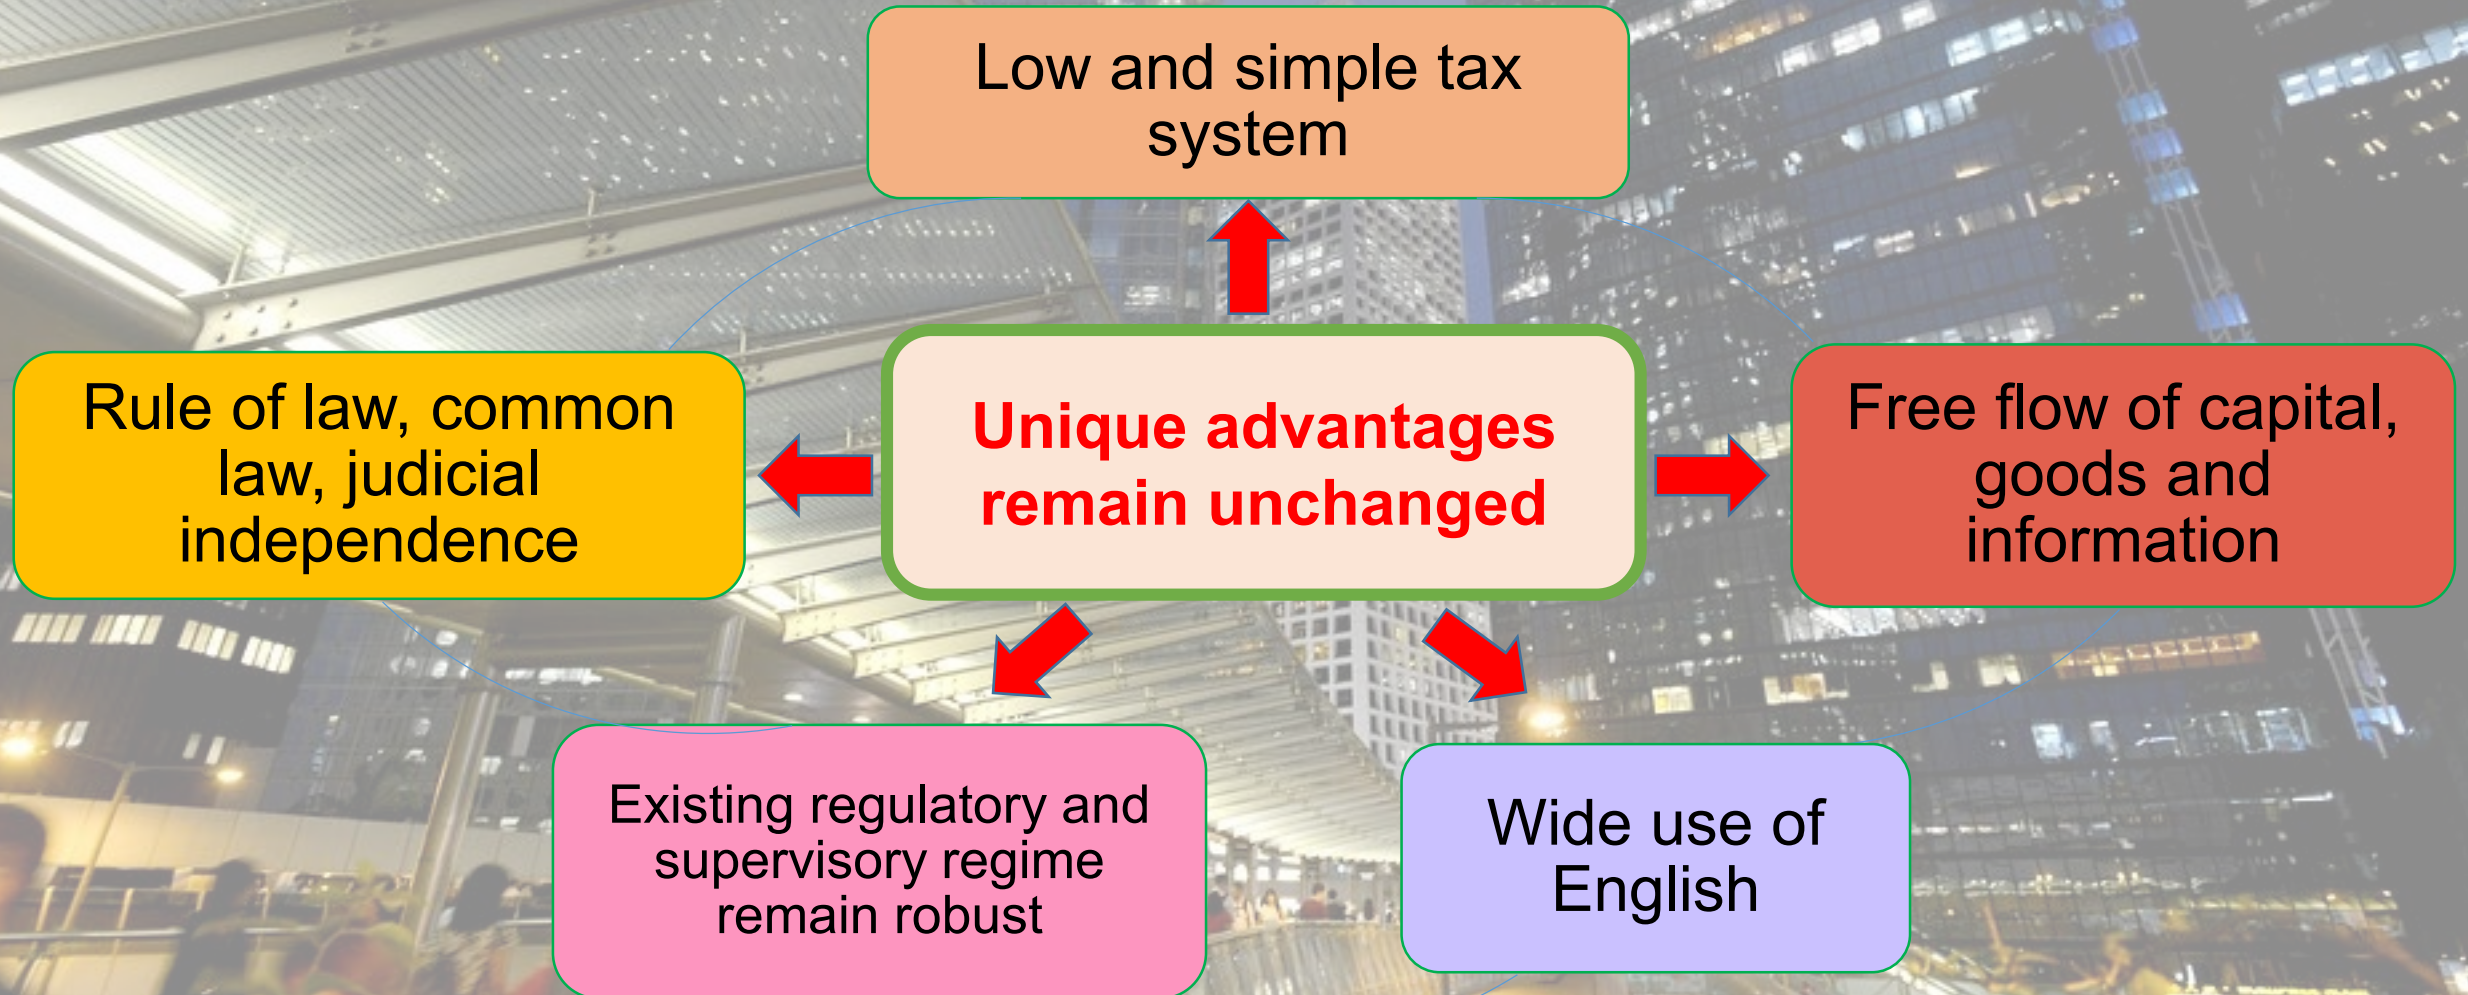 Low and simple tax
system
Rule of law, common
law, judicial
independence
Unique advantages
remain unchanged
Free flow of capital,
goods and
information
Existing regulatory and
supervisory regime
remain robust
Wide use of
English